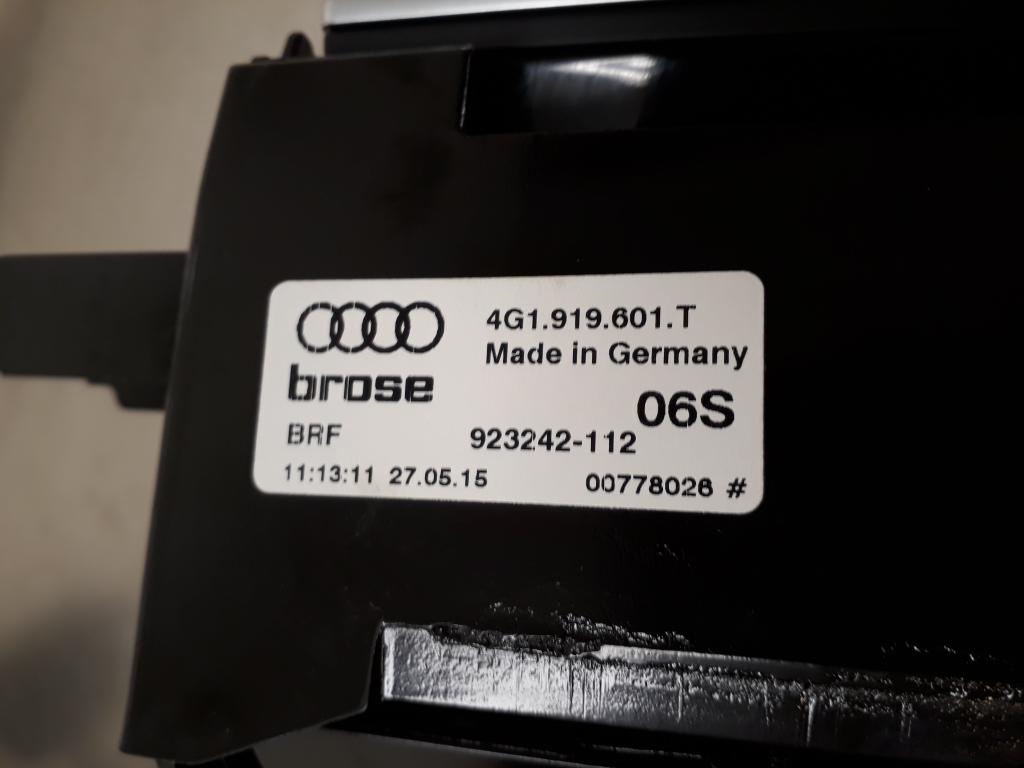 4G1.919.601.T
Made in Germany
brose
06S
BRF 923242-112
11:13:11 27.05.15 00778026 #